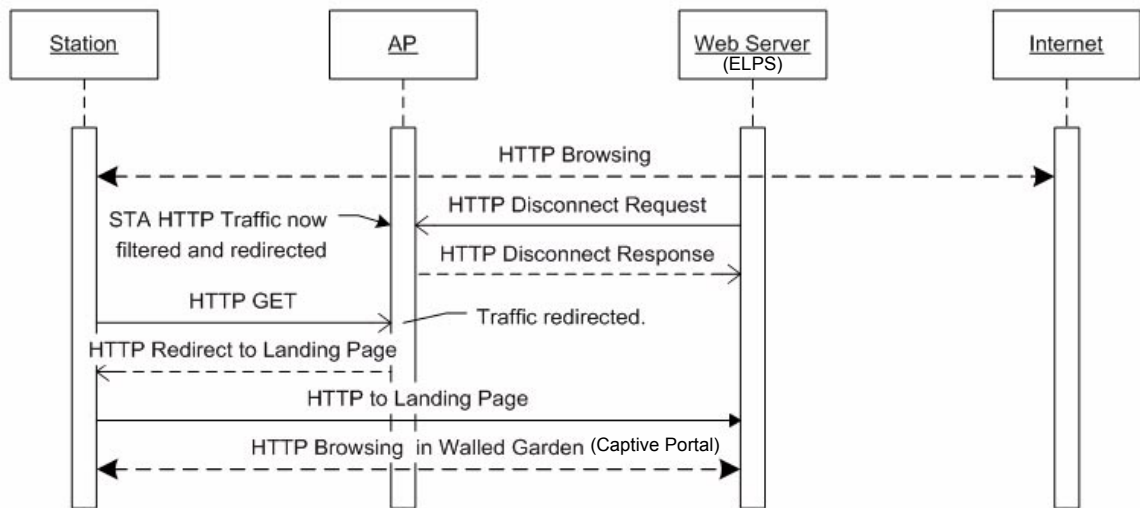 Station
AP
Web Server
(ELPS)
Internet
HTTP Browsing
STA HTTP Traffic now
filtered and redirected
HTTP Disconnect Request
HTTP Disconnect Response
HTTP GET
Traffic redirected.
HTTP Redirect to Landing Page
HTTP to Landing Page
HTTP Browsing in Walled Garden (Captive Portal)